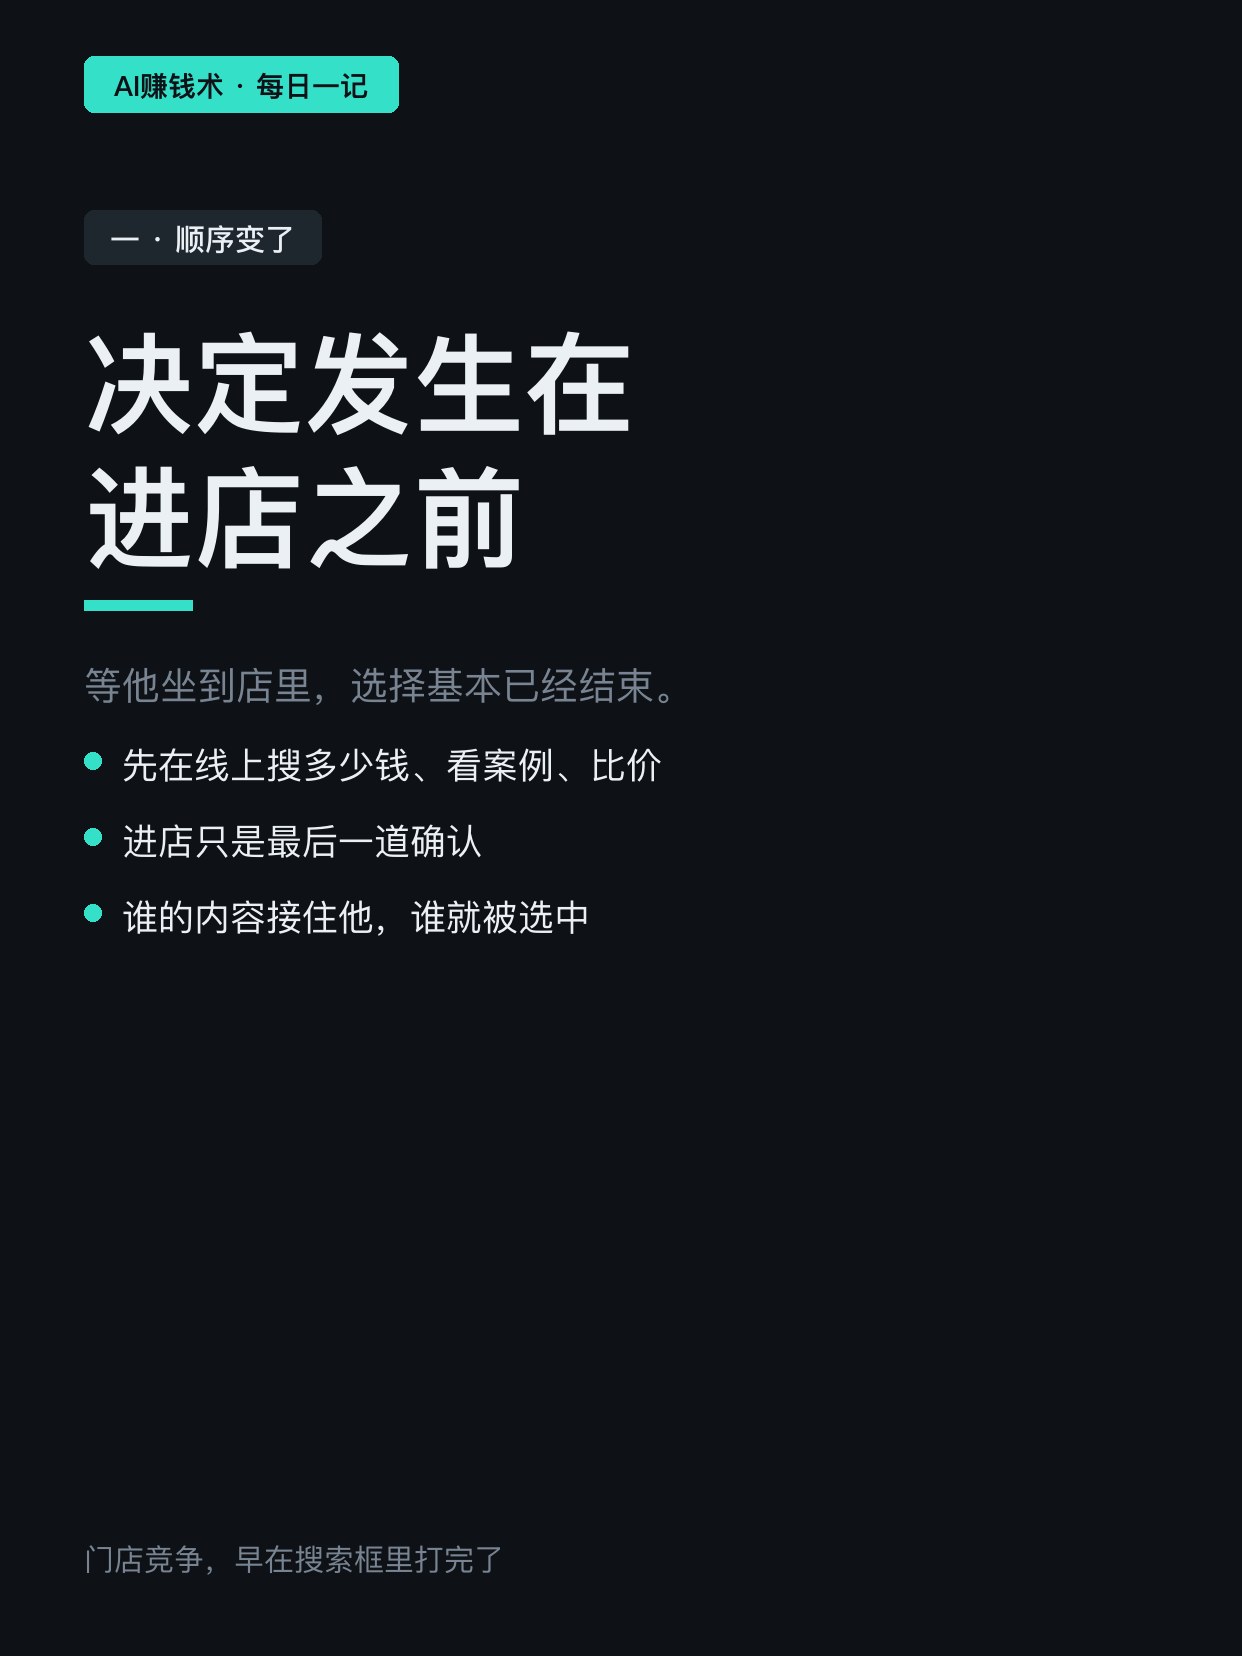 AI赚钱术 · 每日一记
一 · 顺序变了
决定发生在
进店之前
等他坐到店里，选择基本已经结束。
先在线上搜多少钱、看案例、比价
进店只是最后一道确认
谁的内容接住他，谁就被选中
门店竞争，早在搜索框里打完了